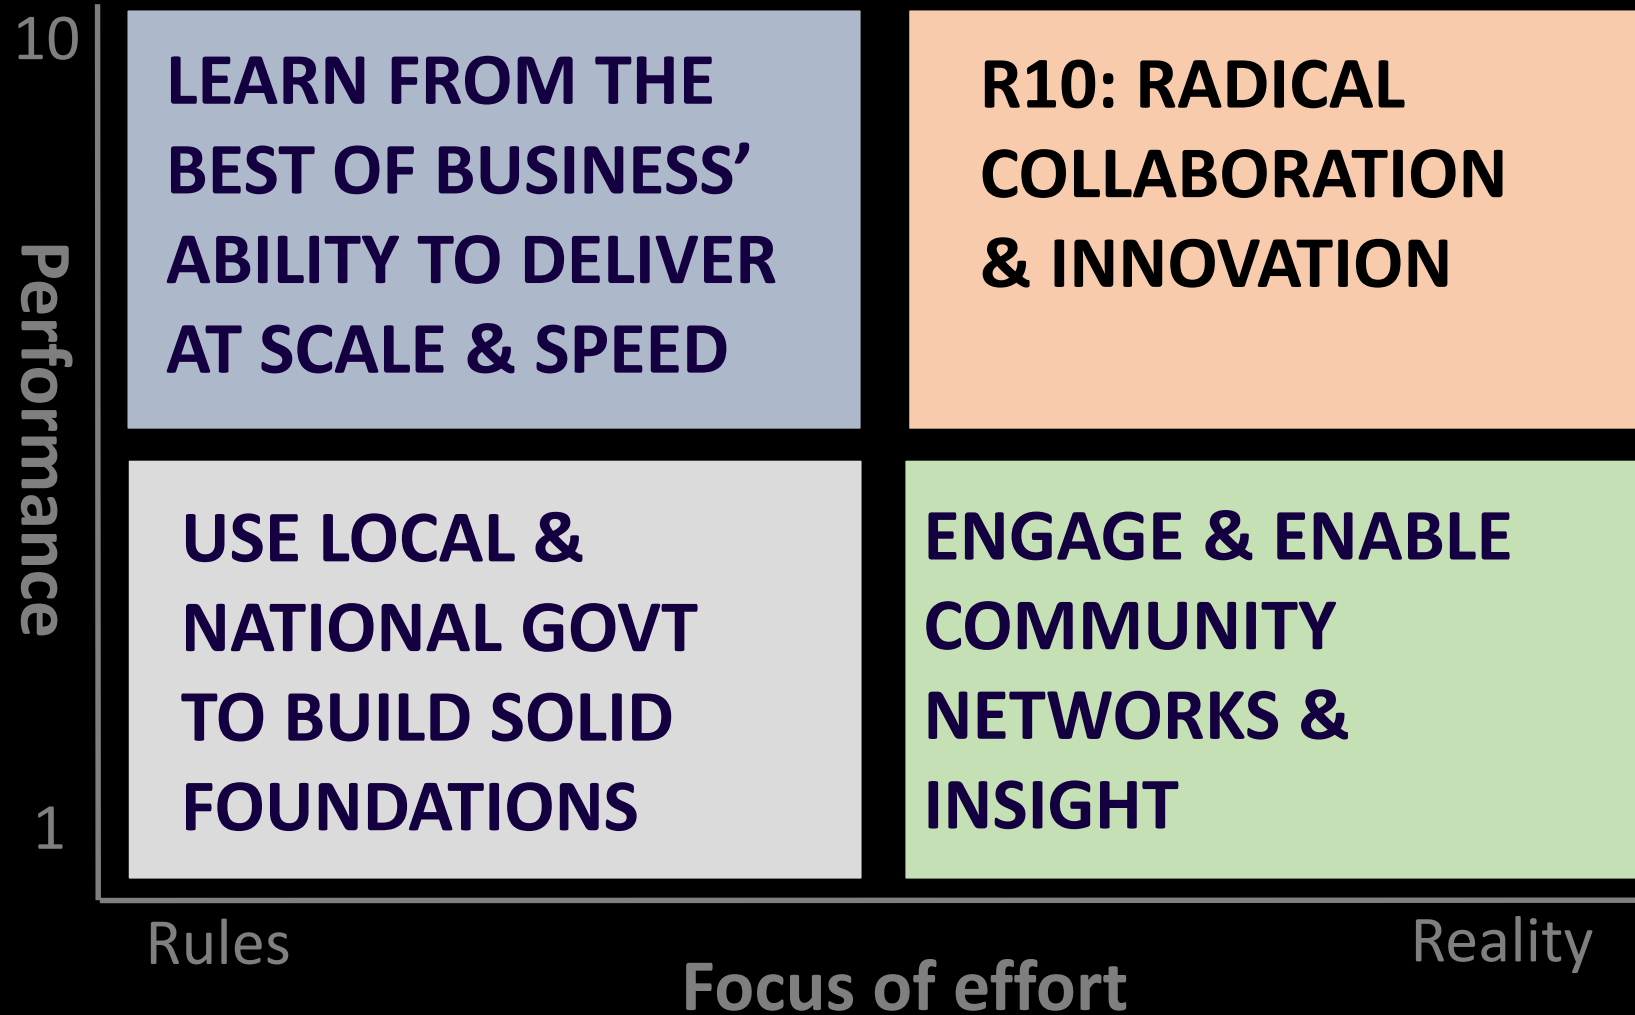 10
LEARN FROM THE
BEST OF BUSINESS’
ABILITY TO DELIVER
AT SCALE & SPEED
R10: RADICAL
COLLABORATION
& INNOVATION
Performance
USE LOCAL &
NATIONAL GOVT
TO BUILD SOLID
FOUNDATIONS
ENGAGE & ENABLE
COMMUNITY
NETWORKS &
INSIGHT
1
Rules
Reality
Focus of effort